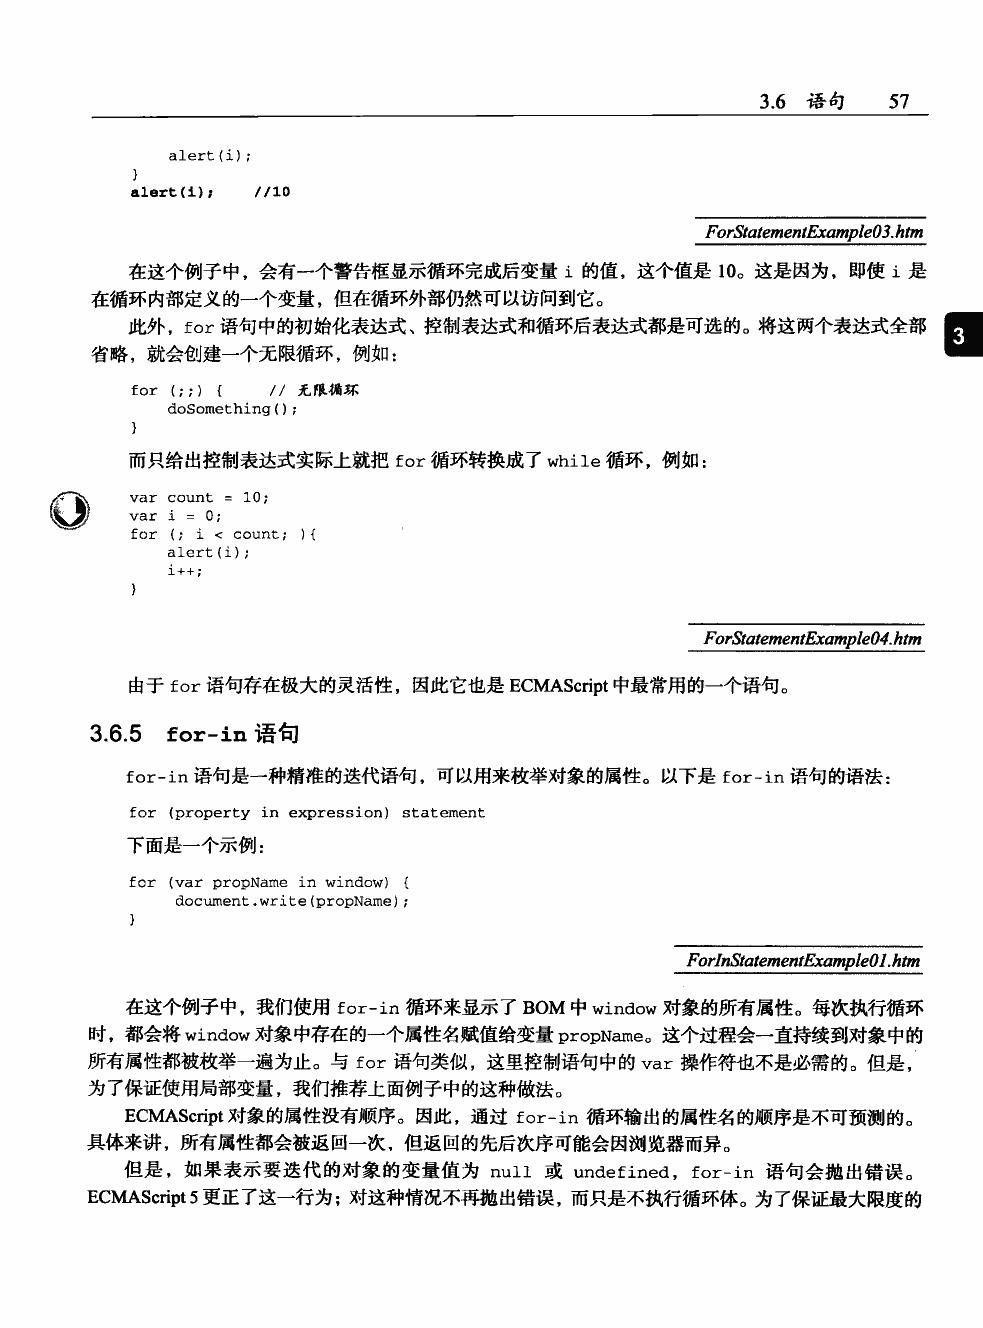 3.6 语句 57
alert(i);
}
alert(i); //10
ForStatementExample03.htm
在这个例子中，会有一个警告框显示循环完成后变量 i 的值，这个值是 10。这是因为，即使 i 是
在循环内部定义的一个变量，但在循环外部仍然可以访问到它。
此外，for 语句中的初始化表达式、控制表达式和循环后表达式都是可选的。将这两个表达式全部
省略，就会创建一个无限循环，例如：
3
for (;;) { // 无限循环
doSomething();
}
而只给出控制表达式实际上就把 for 循环转换成了 while 循环，例如：
var count = 10;
var i = 0;
for (; i < count; ){
alert(i);
i++;
}
ForStatementExample04.htm
由于 for 语句存在极大的灵活性，因此它也是 ECMAScript 中最常用的一个语句。
3.6.5 for-in 语句
for-in 语句是一种精准的迭代语句，可以用来枚举对象的属性。以下是 for-in 语句的语法：
for (property in expression) statement
下面是一个示例：
for (var propName in window) {
document.write(propName);
}
ForInStatementExample01.htm
在这个例子中，我们使用 for-in 循环来显示了 BOM 中 window 对象的所有属性。每次执行循环
时，都会将 window 对象中存在的一个属性名赋值给变量 propName。这个过程会一直持续到对象中的
所有属性都被枚举一遍为止。与 for 语句类似，这里控制语句中的 var 操作符也不是必需的。但是，
为了保证使用局部变量，我们推荐上面例子中的这种做法。
ECMAScript 对象的属性没有顺序。因此，通过 for-in 循环输出的属性名的顺序是不可预测的。
具体来讲，所有属性都会被返回一次，但返回的先后次序可能会因浏览器而异。
但是，如果表示要迭代的对象的变量值为 null 或 undefined，for-in 语句会抛出错误。
ECMAScript 5 更正了这一行为；对这种情况不再抛出错误，而只是不执行循环体。为了保证最大限度的